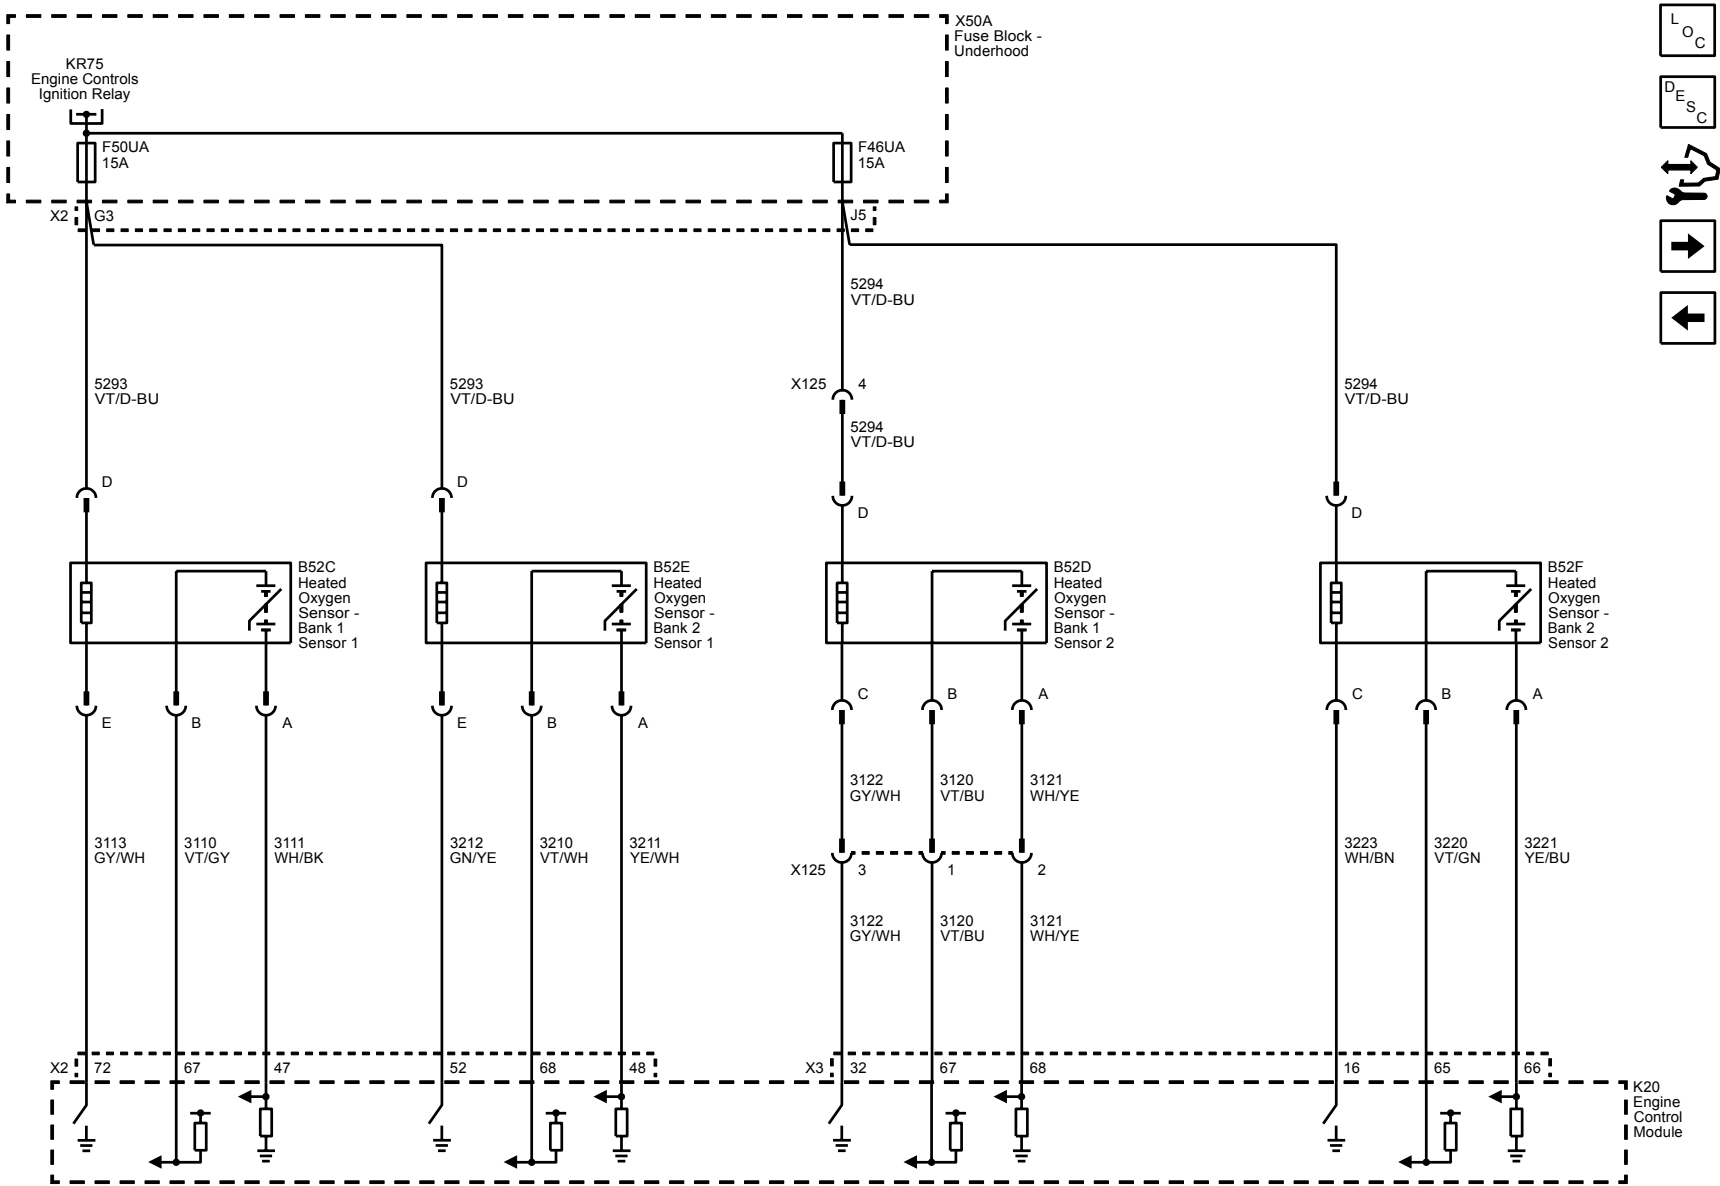 X50A
Fuse Block -
Underhood
L
O
C
KR75
Engine Controls
Ignition Relay
D
E
S
C
F50UA
15A
F46UA
15A
X2
G3
J5
5294
VT/D-BU
5293
VT/D-BU
5293
VT/D-BU
X125
4
5294
VT/D-BU
5294
VT/D-BU
D
D
D
D
B52C
Heated
Oxygen
Sensor -
Bank 1
Sensor 1
B52E
Heated
Oxygen
Sensor -
Bank 2
Sensor 1
B52D
Heated
Oxygen
Sensor -
Bank 1
Sensor 2
B52F
Heated
Oxygen
Sensor -
Bank 2
Sensor 2
E
B
A
E
B
A
C
B
A
C
B
A
3122
GY/WH
3120
VT/BU
3121
WH/YE
3113
GY/WH
3110
VT/GY
3111
WH/BK
3212
GN/YE
3210
VT/WH
3211
YE/WH
X125
3
1
2
3223
WH/BN
3220
VT/GN
3221
YE/BU
3122
GY/WH
3120
VT/BU
3121
WH/YE
X2
72
67
47
52
68
48
X3
32
67
68
16
65
66
K20
Engine
Control
Module